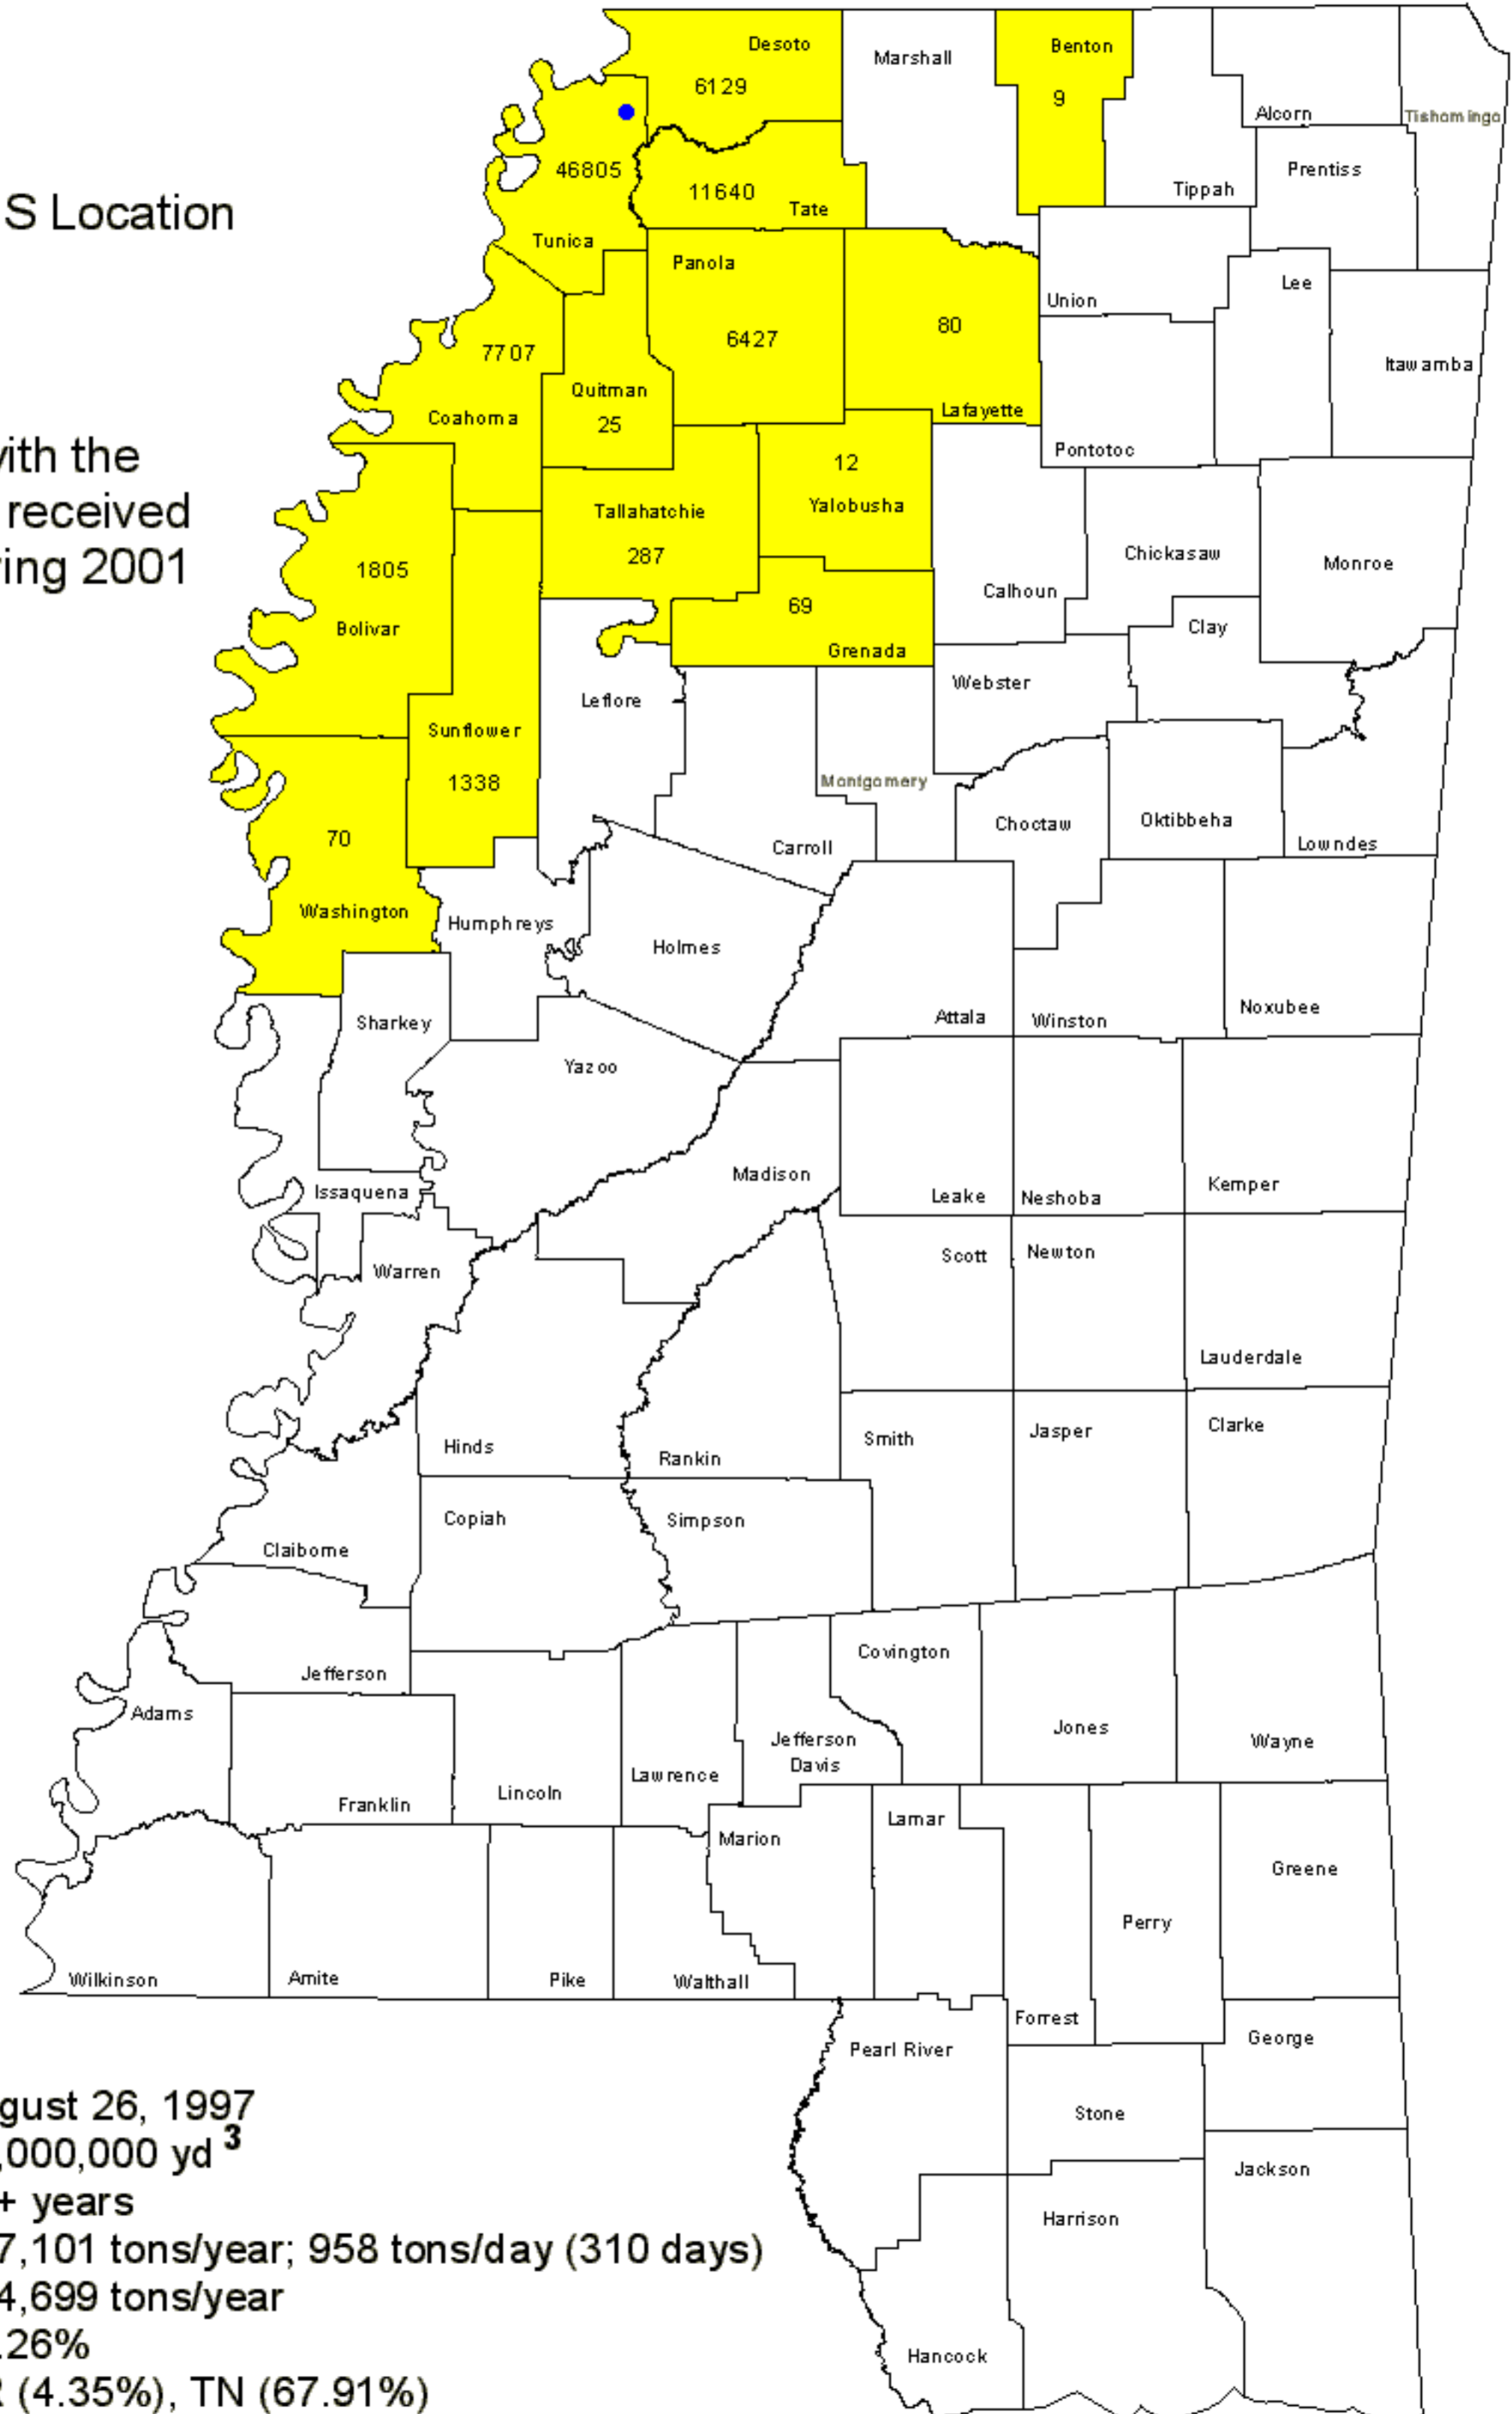 Desoto
Benton
Marshall
6129
9
Alcorn
Tishomingo
46805
Prentiss
11640
Tippah
S Location
Tate
Tunica
Panola
Lee
Union
80
6427
7707
Itawamba
Quitman
Lafayette
Coahoma
25
Pontotoc
with the
12
received
Yalobusha
Tallahatchie
Chickasaw
287
Monroe
ring 2001
1805
Calhoun
69
Bolivar
Clay
Grenada
Webster
Leflore
Sunflower
1338
Montgomery
Oktibbeha
Choctaw
70
Lowndes
Carroll
Washington
Humphreys
Holmes
Noxubee
Attala
Winston
Sharkey
Yazoo
Madison
Kemper
Issaquena
Leake
Neshoba
Newton
Scott
Warren
Lauderdale
Clarke
Jasper
Smith
Hinds
Rankin
Copiah
Simpson
Claiborne
Covington
Jefferson
Adams
Jones
Jefferson
Davis
Wayne
Lawrence
Lincoln
Franklin
Lamar
Marion
Greene
Perry
Wilkinson
Amite
Pike
Walthall
Forrest
George
Pearl River
gust 26, 1997
Stone
,000,000 yd 3
Jackson
+ years
Harrison
7,101 tons/year; 958 tons/day (310 days)
4,699 tons/year
.26%
Hancock
R (4.35%), TN (67.91%)